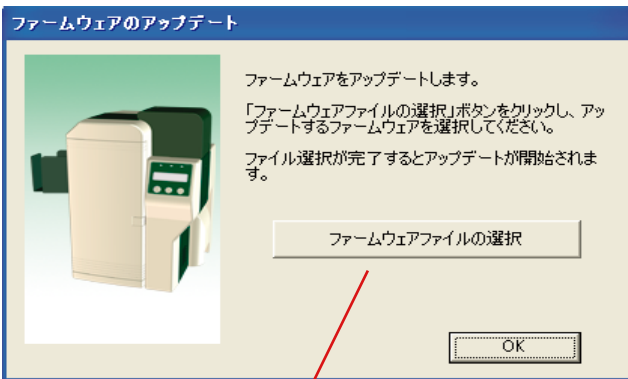 ファームウェアのアップデート
ファームウェアをアップデートします。
「ファームウェアファイルの選択」ボタンをクリックし、アッ
プデートするファームウェアを選択してください。
ファイル選択が完了するとアップデートが開始されま
す。
ファームウェアファイルの選択
OK